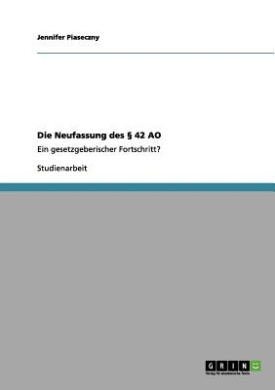 Jennifer Piaseczny
Die Neufassung des § 42 AO
Ein gesetzgeberischer Fortschritt?
Studienarbeit
GRIN